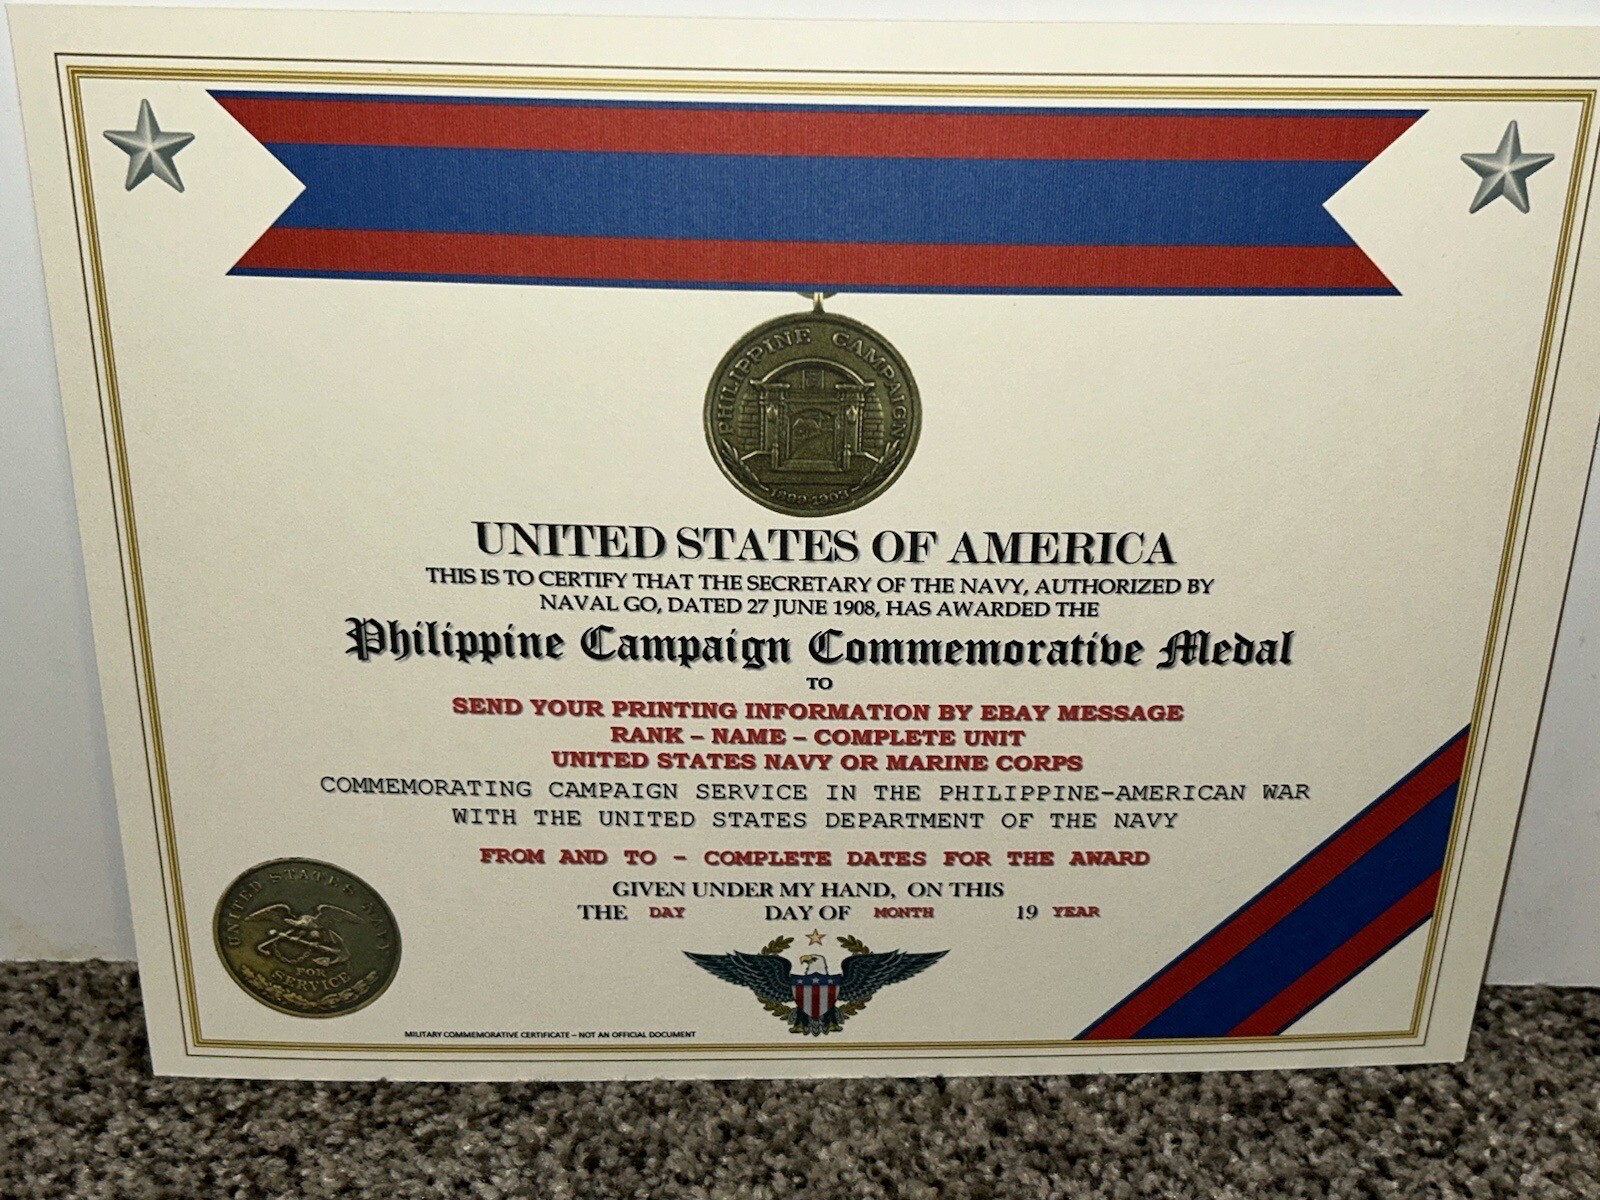 PHILIPPINE CAMPAIGN
1899-1903
UNITED STATES OF AMERICA
THIS IS TO CERTIFY THAT THE SECRETARY OF THE NAVY, AUTHORIZED BY
NAVAL GO, DATED 27 JUNE 1908, HAS AWARDED THE
Philippine Campaign Commemorative Medal
TO
SEND YOUR PRINTING INFORMATION BY EBAY MESSAGE
RANK – NAME – COMPLETE UNIT
UNITED STATES NAVY OR MARINE CORPS
COMMEMORATING CAMPAIGN SERVICE IN THE PHILIPPINE-AMERICAN WAR
WITH THE UNITED STATES DEPARTMENT OF THE NAVY
FROM AND TO - COMPLETE DATES FOR THE AWARD
GIVEN UNDER MY HAND, ON THIS
THE DAY DAY OF MONTH 19 YEAR
UNITED STATES NAVY
FOR
SERVICE
MILITARY COMMEMORATIVE CERTIFICATE – NOT AN OFFICIAL DOCUMENT